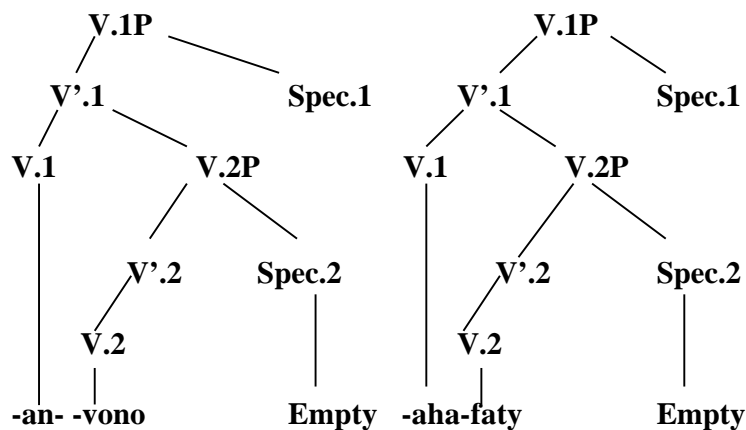 V.1P V.1P
V’.1 Spec.1 V’.1 Spec.1
V.1 V.2P V.1 V.2P
V’.2 Spec.2 V’.2 Spec.2
V.2 V.2
-an- -vono Empty -aha-faty Empty